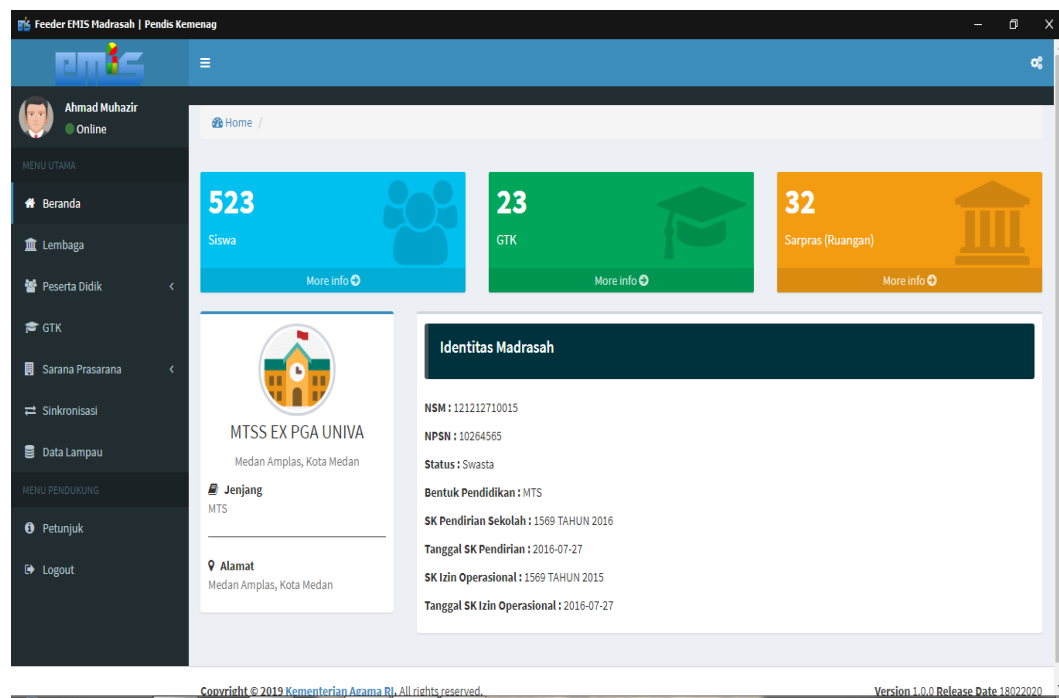 Feeder EMIS Madrasah | Pendis Kemenag
emis
Ahmad Muhazir
Online
MENU UTAMA
Beranda
Lembaga
Peserta Didik
GTK
Sarana Prasarana
Sinkronisasi
Data Lampau
MENU PENDUKUNG
Petunjuk
Logout
Home /
523
Siswa
More info
23
GTK
More info
32
Sarpras (Ruangan)
More info
MTSS EX PGA UNIVA
Medan Amplas, Kota Medan
Jenjang
MTS
Alamat
Medan Amplas, Kota Medan
Identitas Madrasah
NSM : 121212710015
NPSN : 10264565
Status : Swasta
Bentuk Pendidikan : MTS
SK Pendirian Sekolah : 1569 TAHUN 2016
Tanggal SK Pendirian : 2016-07-27
SK Izin Operasional : 1569 TAHUN 2015
Tanggal SK Izin Operasional : 2016-07-27
Copyright © 2019 Kementerian Agama RI. All rights reserved.
Version 1.0.0 Release Date 18022020